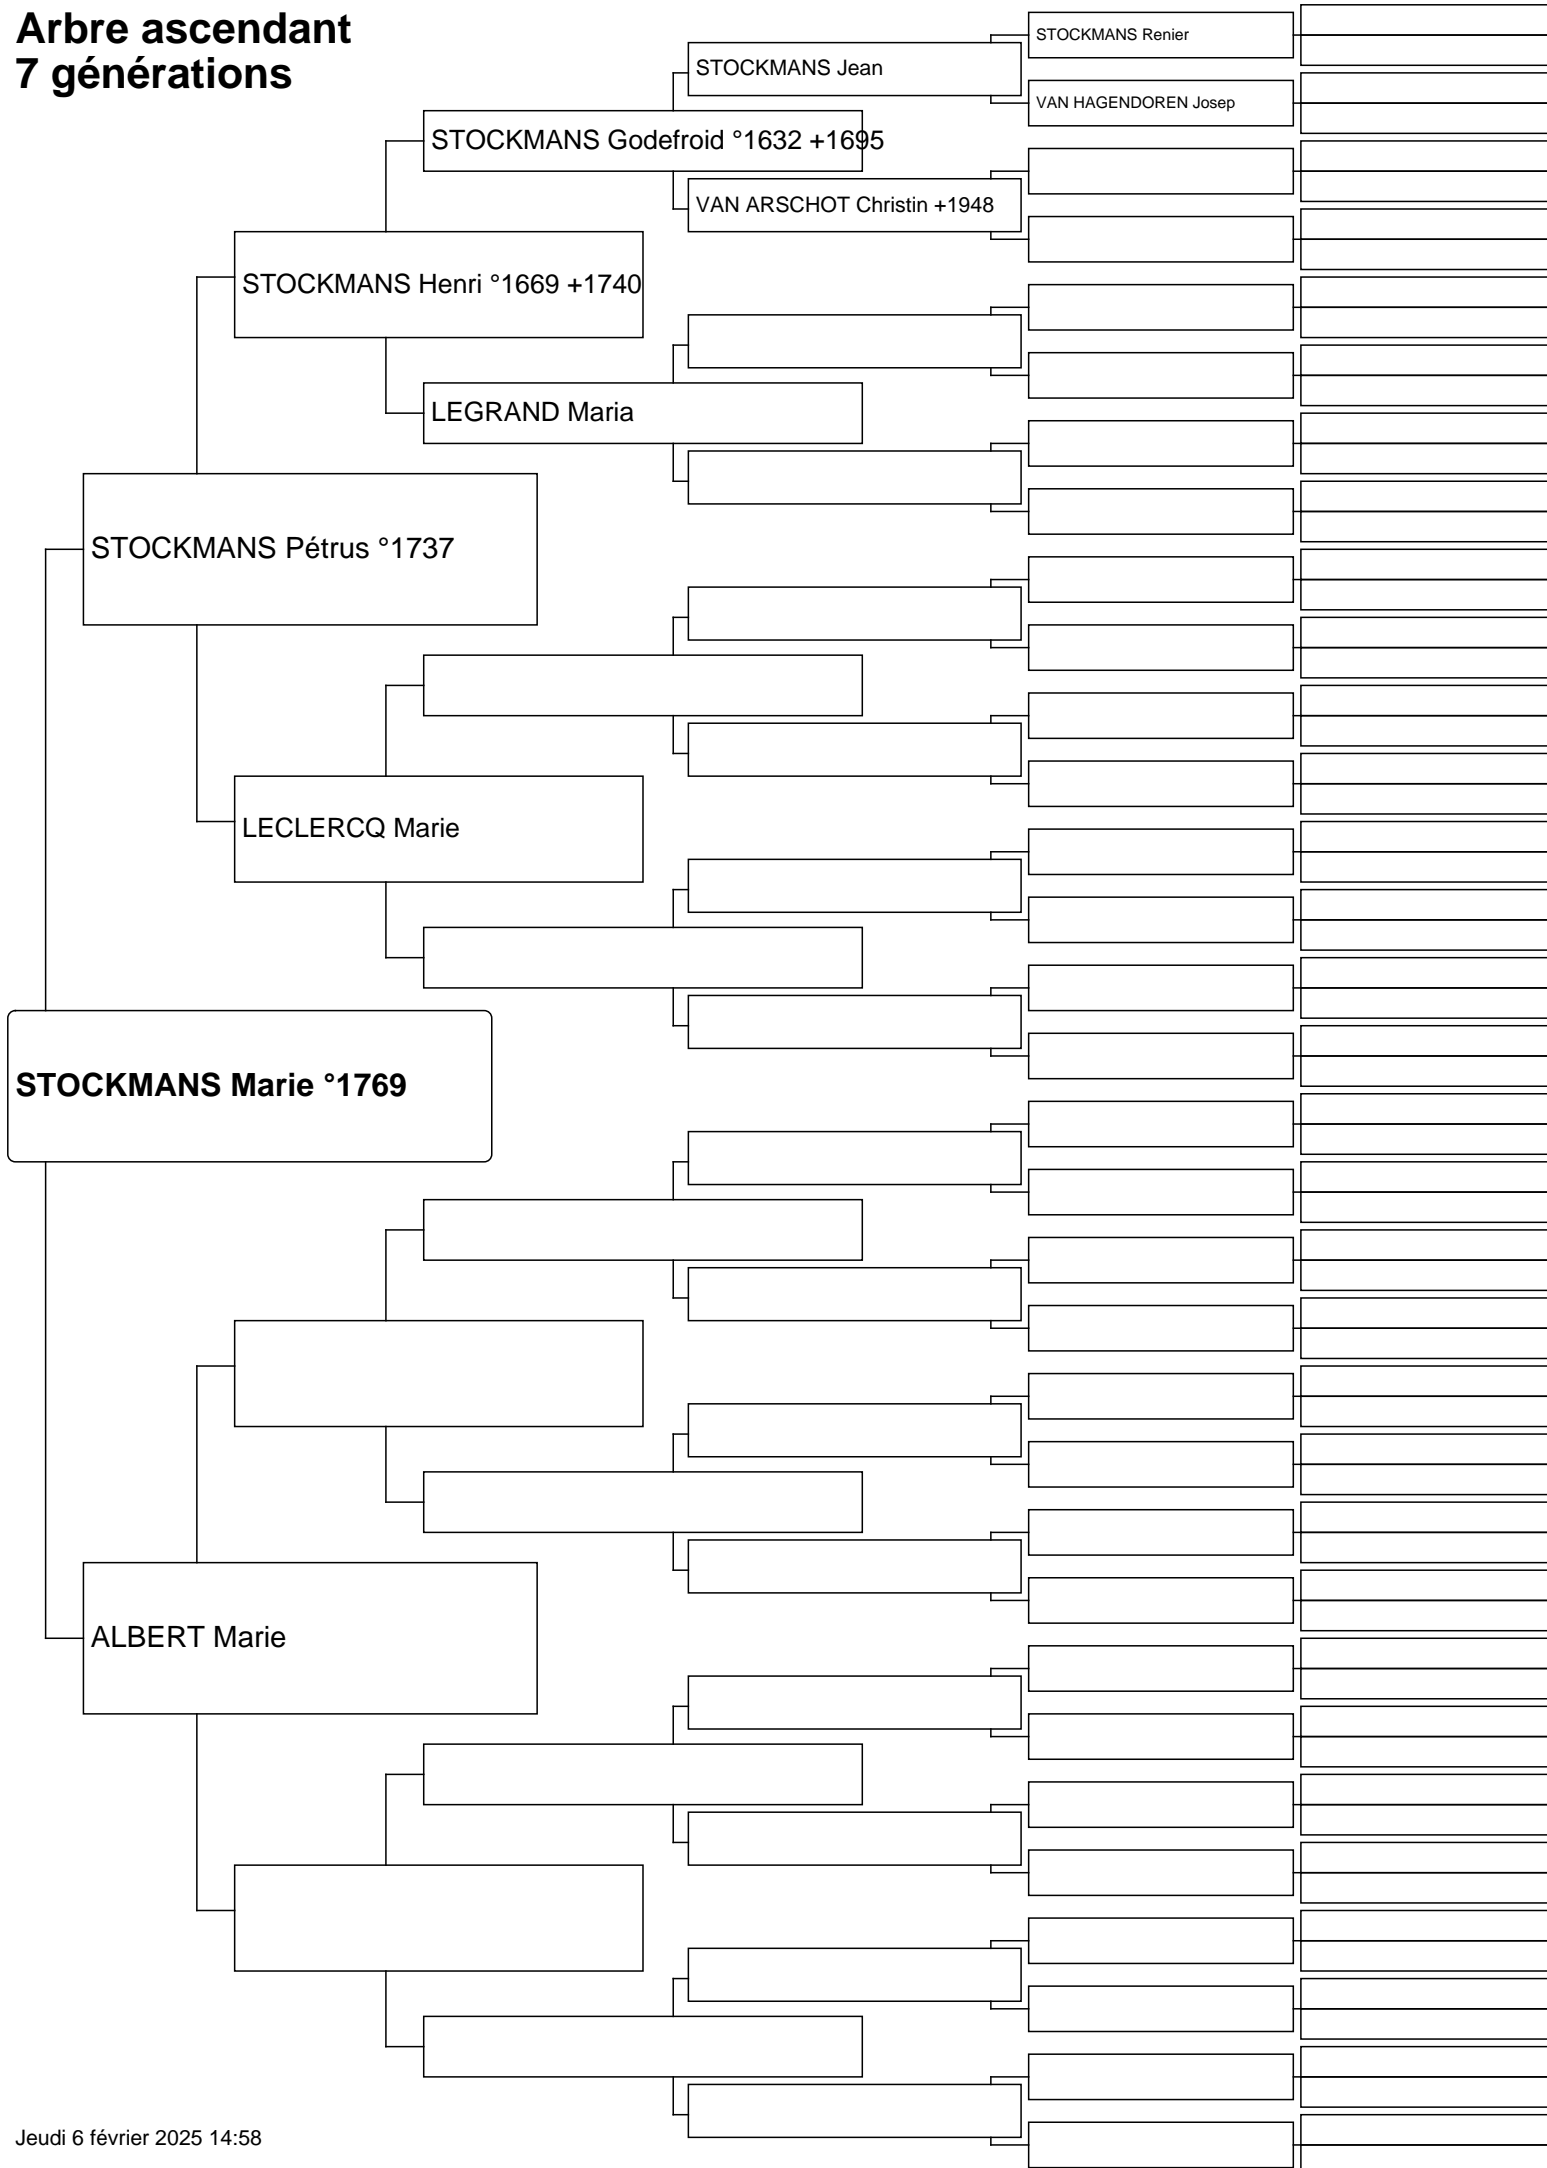 Arbre ascendant
7 générations
STOCKMANS Renier
STOCKMANS Jean
VAN HAGENDOREN Josep
STOCKMANS Godefroid °1632 +1695
VAN ARSCHOT Christin +1948
STOCKMANS Henri °1669 +1740
LEGRAND Maria
STOCKMANS Pétrus °1737
LECLERCQ Marie
STOCKMANS Marie °1769
ALBERT Marie
Jeudi 6 février 2025 14:58